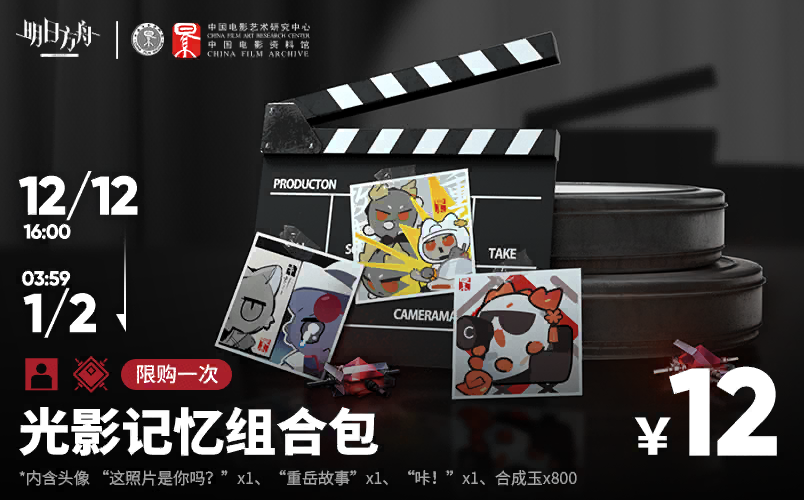 明日方舟
中国电影艺术研究中心
CHINA FILM ART RESEARCH CENTER
中国电影资料馆
CHINA FILM ARCHIVE
PRODUCTON
TAKE
CAMERAMA
C
12/12
16:00
03:59
1/2
限购一次
光影记忆组合包
¥12
*内含头像 “这照片是你吗?”x1、“重岳故事”x1、“咔!”x1、合成玉x800